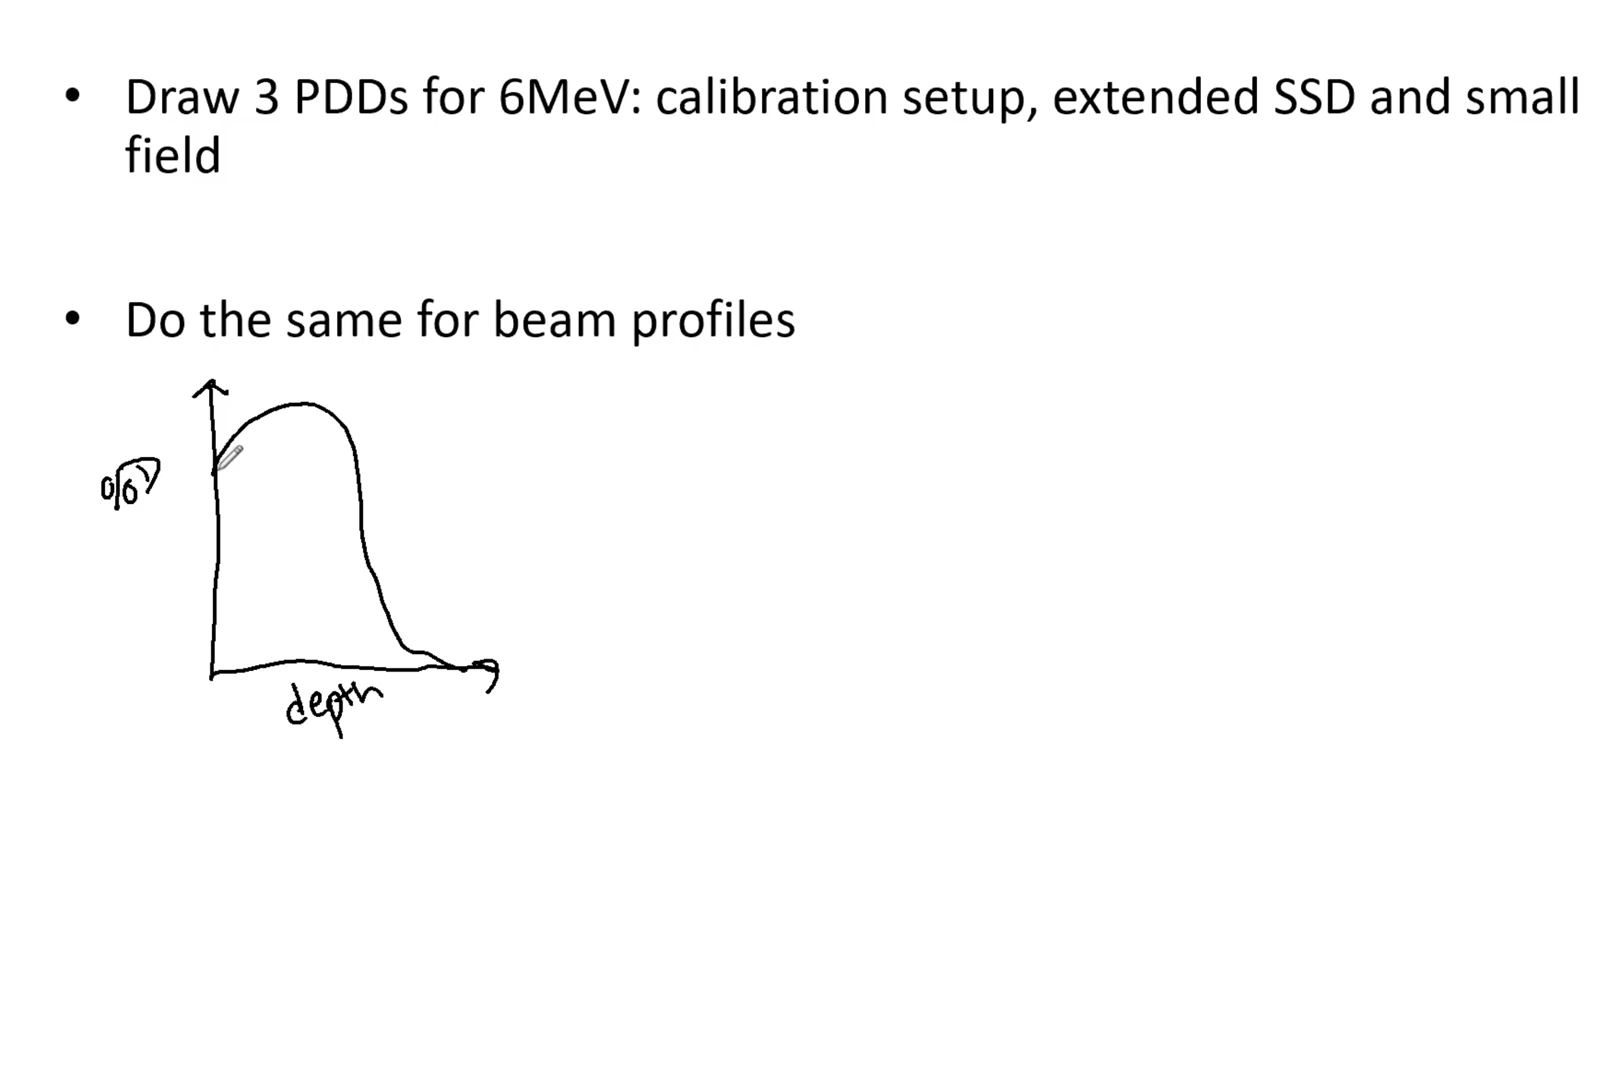 • Draw 3 PDDs for 6MeV: calibration setup, extended SSD and small
field
• Do the same for beam profiles
depth